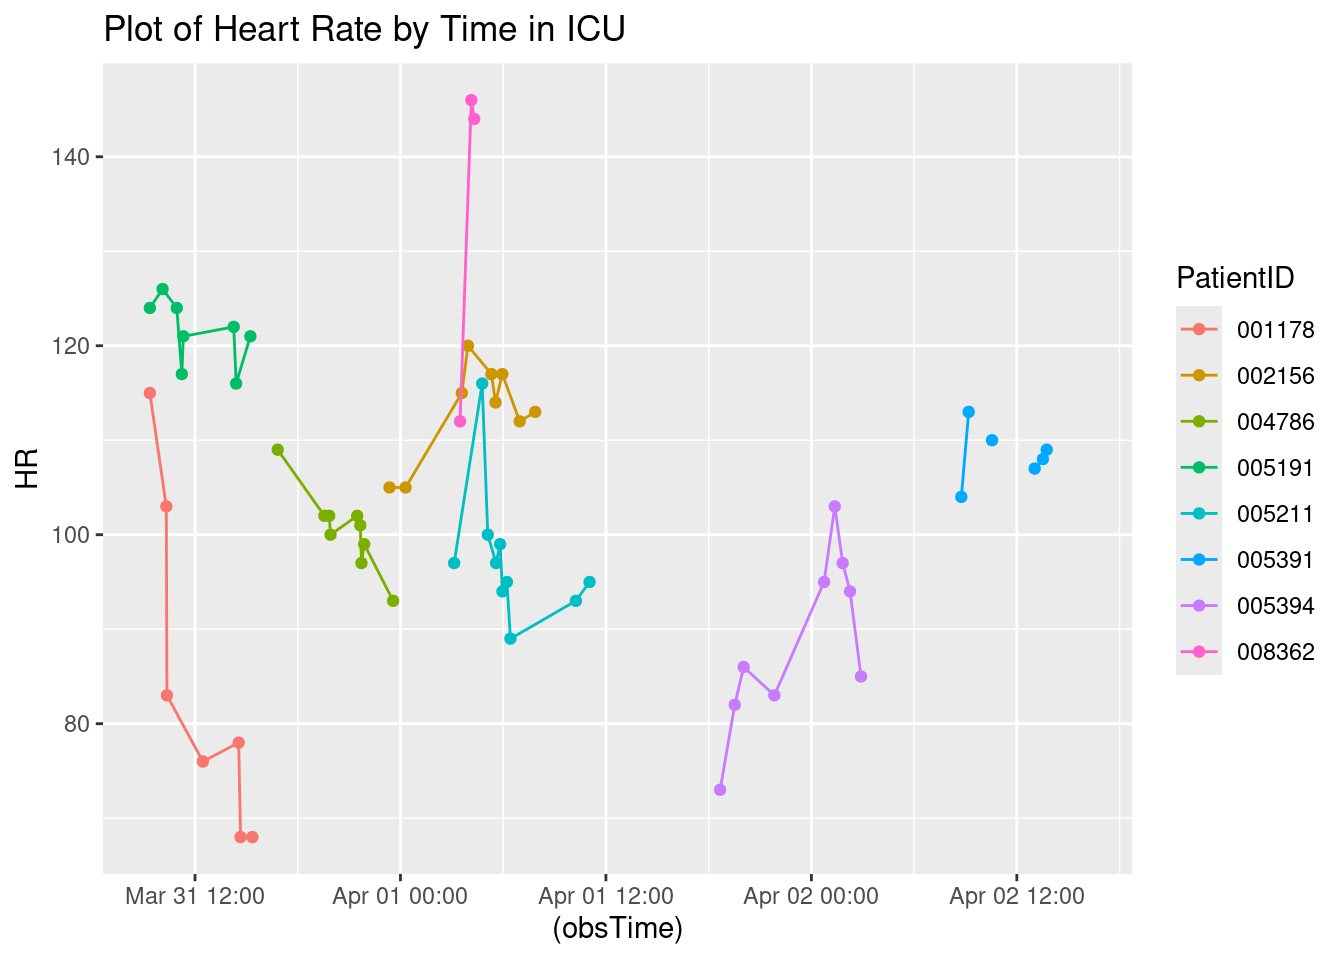 Plot of Heart Rate by Time in ICU
HR
140
120
100
80
Mar 31 12:00
Apr 01 00:00
Apr 01 12:00
Apr 02 00:00
Apr 02 12:00
(obsTime)
PatientID
001178
002156
004786
005191
005211
005391
005394
008362